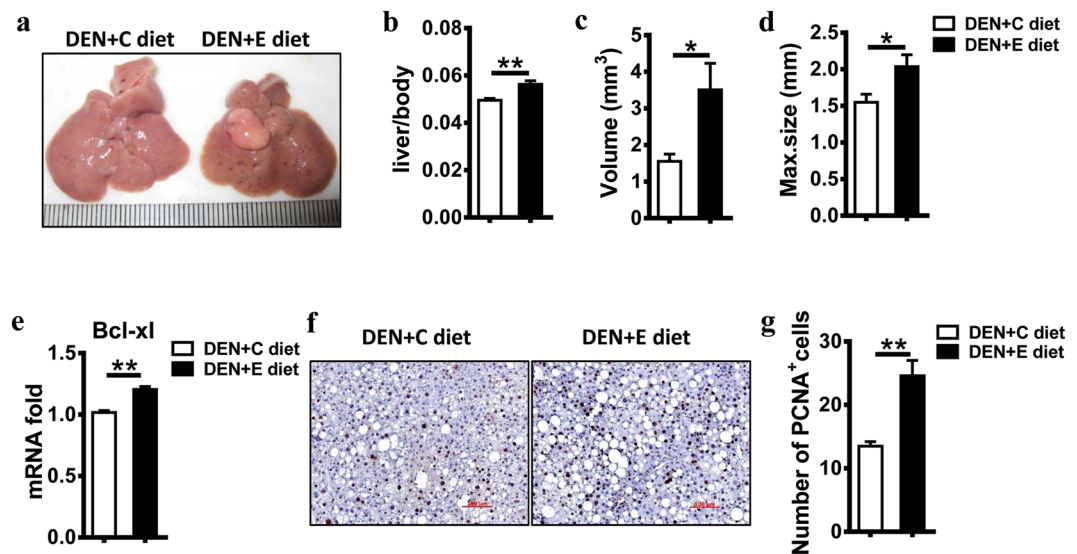 a
DEN+C diet DEN+E diet
b
liver/body
0.08
0.06
0.04
0.02
0.00
**
c
Volume (mm³)
5
4
3
2
1
0
*
d
Max.size (mm)
2.5
2.0
1.5
1.0
0.5
0.0
*
DEN+C diet
DEN+E diet
e
Bcl-xl
mRNA fold
1.5
1.0
0.5
0.0
**
DEN+C diet
DEN+E diet
f
DEN+C diet DEN+E diet
100 μm
g
Number of PCNA⁺cells
30
20
10
0
**
DEN+C diet
DEN+E diet